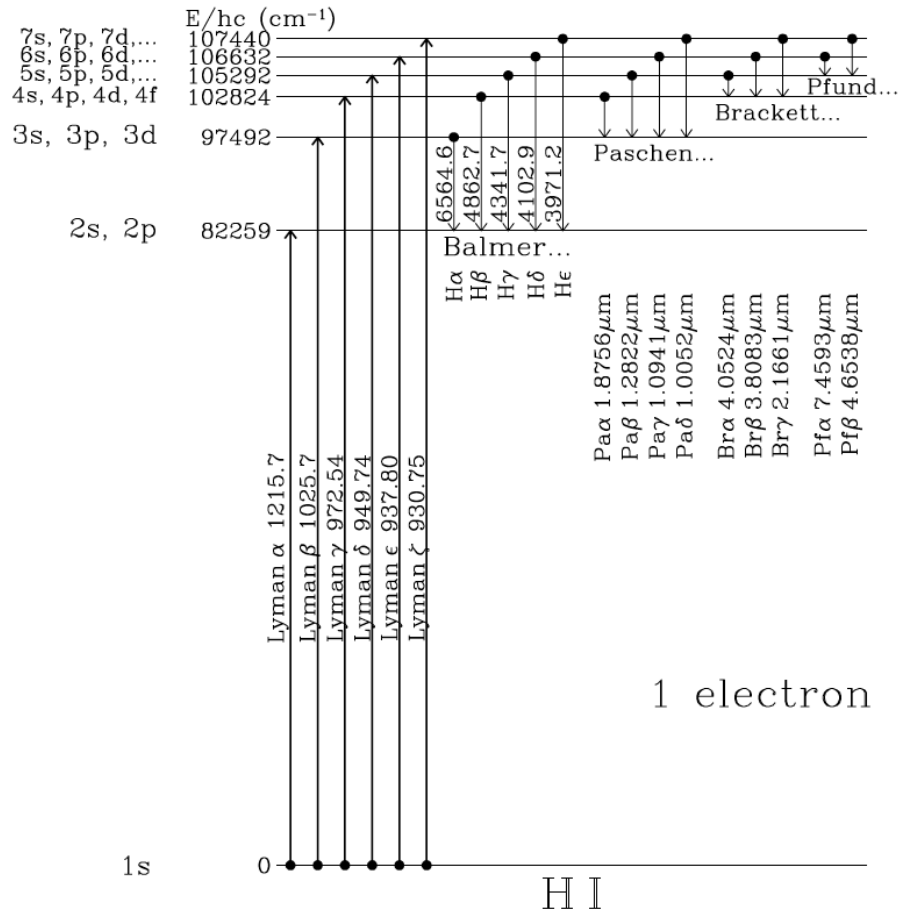 E/hc (cm⁻¹)
7s, 7p, 7d,... 107440
6s, 6p, 6d,... 106632
5s, 5p, 5d,... 105292
4s, 4p, 4d, 4f 102824
3s, 3p, 3d 97492
2s, 2p 82259
1s 0
Pfund...
Brackett...
Paschen...
Balmer...
6564.6
4862.7
4341.7
4102.9
3971.2
Hα
Hβ
Hγ
Hδ
Hϵ
Paα 1.8756μm
Paβ 1.2822μm
Paγ 1.0941μm
Paδ 1.0052μm
Brα 4.0524μm
Brβ 3.8083μm
Brγ 2.1661μm
Pfα 7.4593μm
Pfβ 4.6538μm
Lyman α 1215.7
Lyman β 1025.7
Lyman γ 972.54
Lyman δ 949.74
Lyman ϵ 937.80
Lyman ζ 930.75
1 electron
H I